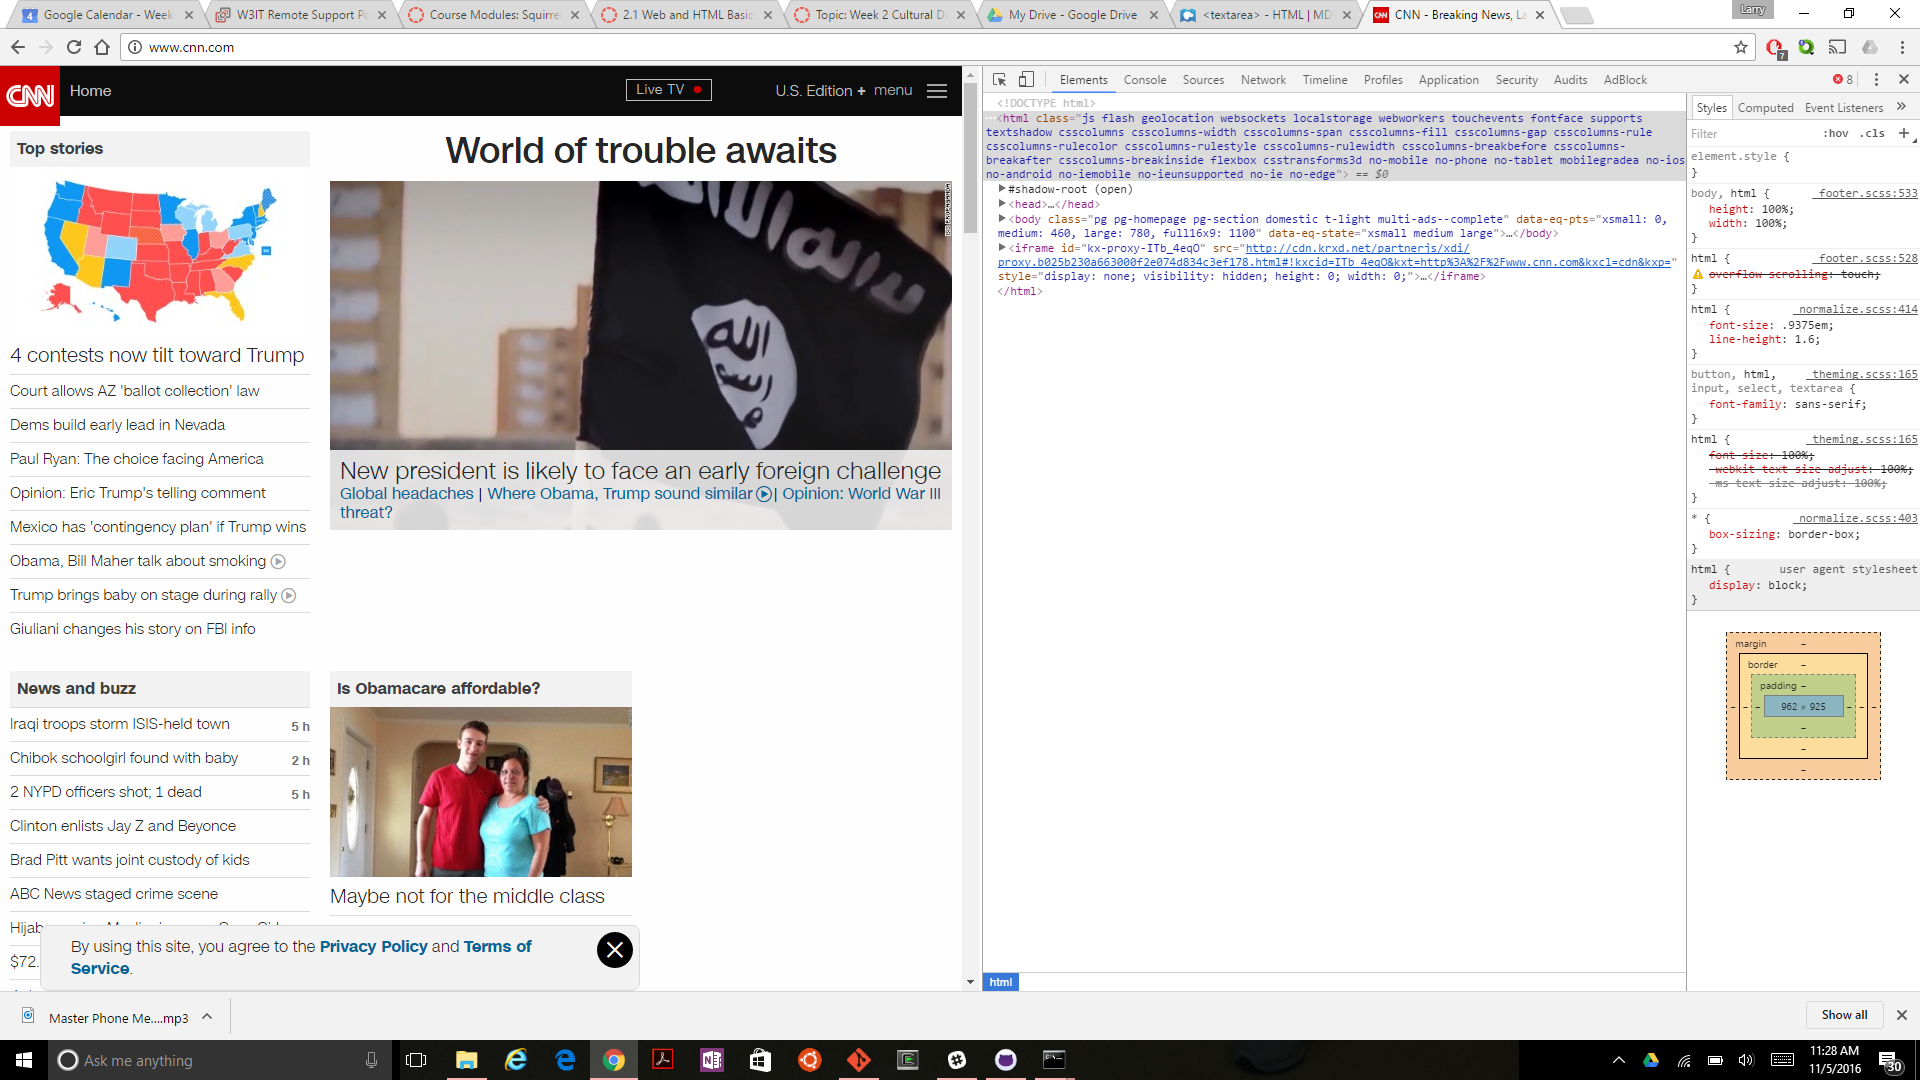 Google Calendar - Week
W3IT Remote Support Po
Course Modules: Squirre
2.1 Web and HTML Basic
Topic: Week 2 Cultural D
My Drive - Google Drive
<textarea> - HTML | MD
CNN - Breaking News, La
Larry
www.cnn.com
7
CNN
Home
Live TV
U.S. Edition +
menu
Top stories
4 contests now tilt toward Trump
Court allows AZ 'ballot collection' law
Dems build early lead in Nevada
Paul Ryan: The choice facing America
Opinion: Eric Trump's telling comment
Mexico has 'contingency plan' if Trump wins
Obama, Bill Maher talk about smoking
Trump brings baby on stage during rally
Giuliani changes his story on FBI info
World of trouble awaits
New president is likely to face an early foreign challenge
Global headaches | Where Obama, Trump sound similar | Opinion: World War III
threat?
News and buzz
Iraqi troops storm ISIS-held town 5 h
Chibok schoolgirl found with baby 2 h
2 NYPD officers shot; 1 dead 5 h
Clinton enlists Jay Z and Beyonce
Brad Pitt wants joint custody of kids
ABC News staged crime scene
Hijab
$72.
Is Obamacare affordable?
Maybe not for the middle class
By using this site, you agree to the Privacy Policy and Terms of
Service.
Elements Console Sources Network Timeline Profiles Application Security Audits AdBlock 8
<!DOCTYPE html>
<html class="js flash geolocation websockets localstorage webworkers touchevents fontface supports
textshadow csscolumns csscolumns-width csscolumns-span csscolumns-fill csscolumns-gap csscolumns-rule
csscolumns-rulecolor csscolumns-rulestyle csscolumns-rulewidth csscolumns-breakbefore csscolumns-
breakafter csscolumns-breakinside flexbox csstransforms3d no-mobile no-phone no-tablet mobilegradea no-ios
no-android no-iemobile no-ieunsupported no-ie no-edge"> == $0
#shadow-root (open)
<head>…</head>
<body class="pg pg-homepage pg-section domestic t-light multi-ads--complete" data-eq-pts="xsmall: 0,
medium: 460, large: 780, full16x9: 1100" data-eq-state="xsmall medium large">…</body>
<iframe id="kx-proxy-ITb_4eqO" src="http://cdn.krxd.net/partnerjs/xdi/
proxy.b025b230a663000f2e074d834c3ef178.html#!kxcid=ITb_4eqO&kxt=http%3A%2F%2Fwww.cnn.com&kxcl=cdn&kxp="
style="display: none; visibility: hidden; height: 0; width: 0;">…</iframe>
</html>
html
Styles Computed Event Listeners »
Filter :hov .cls +
element.style {
}
body, html { _footer.scss:533
height: 100%;
width: 100%;
}
html { _footer.scss:528
overflow-scrolling: touch;
}
html { _normalize.scss:414
font-size: .9375em;
line-height: 1.6;
}
button, html, _theming.scss:165
input, select, textarea {
font-family: sans-serif;
}
html { _theming.scss:165
font-size: 100%;
-webkit-text-size-adjust: 100%;
-ms-text-size-adjust: 100%;
}
* { _normalize.scss:403
box-sizing: border-box;
}
html { user agent stylesheet
display: block;
}
margin –
border –
padding –
– – – 962 × 925 – – –
–
–
–
Master Phone Me....mp3
Show all
Ask me anything
11:28 AM
11/5/2016
30